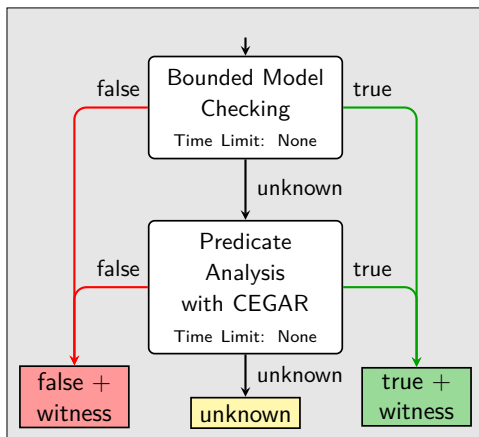 false
Bounded Model
Checking
Time Limit: None
true
unknown
false
Predicate
Analysis
with CEGAR
Time Limit: None
true
unknown
false +
witness
unknown
true +
witness